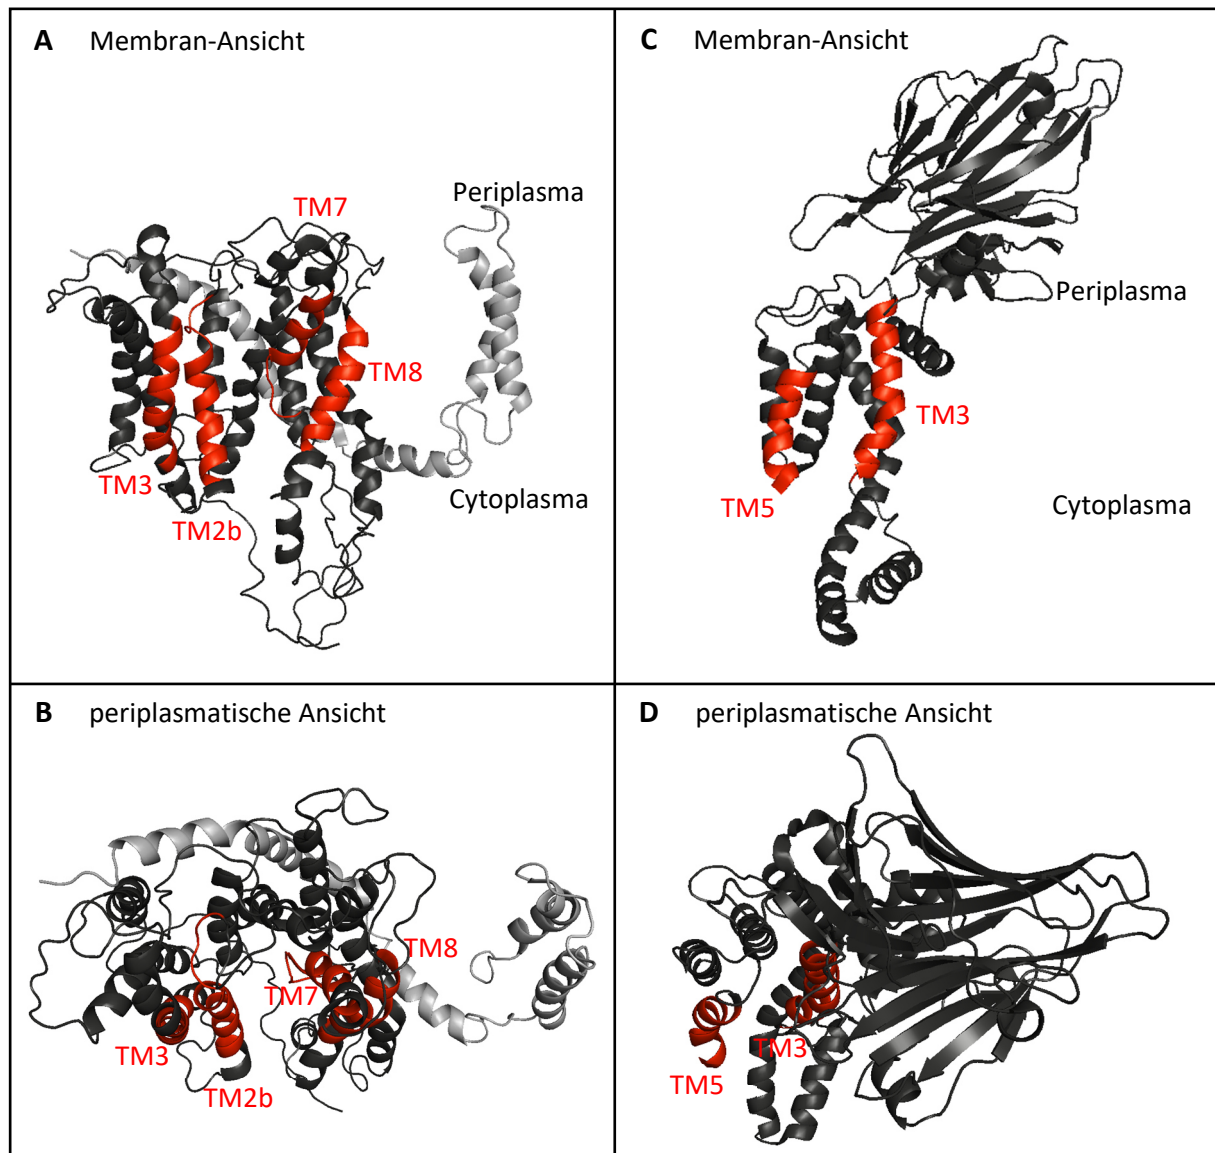 A Membran-Ansicht
Periplasma
TM7
TM8
TM3
TM2b
Cytoplasma
C Membran-Ansicht
Periplasma
TM3
TM5
Cytoplasma
B periplasmatische Ansicht
TM8
TM7
TM3
TM2b
D periplasmatische Ansicht
TM3
TM5